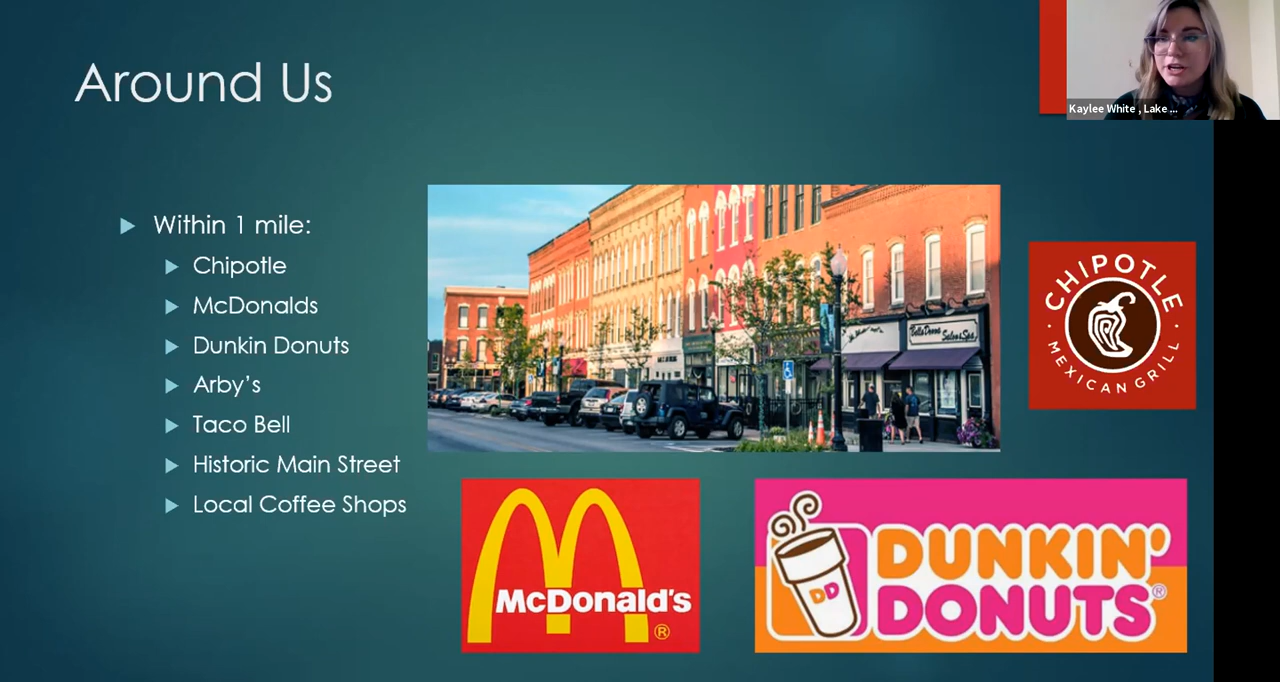 Around Us
Kaylee White , Lake ...
Within 1 mile:
Chipotle
McDonalds
Dunkin Donuts
Arby’s
Taco Bell
Historic Main Street
Local Coffee Shops
CHIPOTLE
MEXICAN GRILL
McDonald's
®
DD
DUNKIN'
DONUTS®